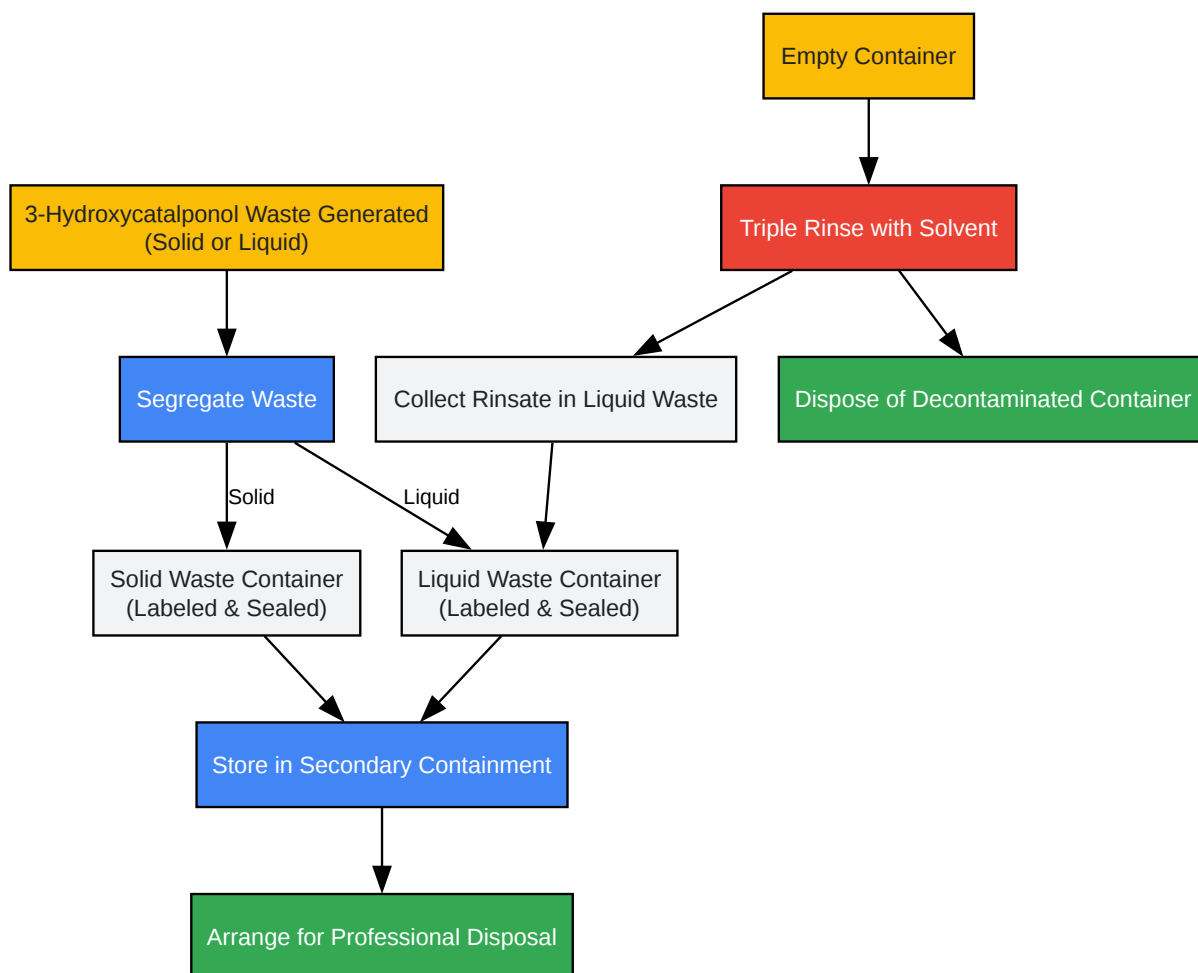 Empty Container
3-Hydroxycatalponol Waste Generated
(Solid or Liquid)
Triple Rinse with Solvent
Segregate Waste
Collect Rinsate in Liquid Waste
Dispose of Decontaminated Container
Solid
Liquid
Solid Waste Container
(Labeled & Sealed)
Liquid Waste Container
(Labeled & Sealed)
Store in Secondary Containment
Arrange for Professional Disposal